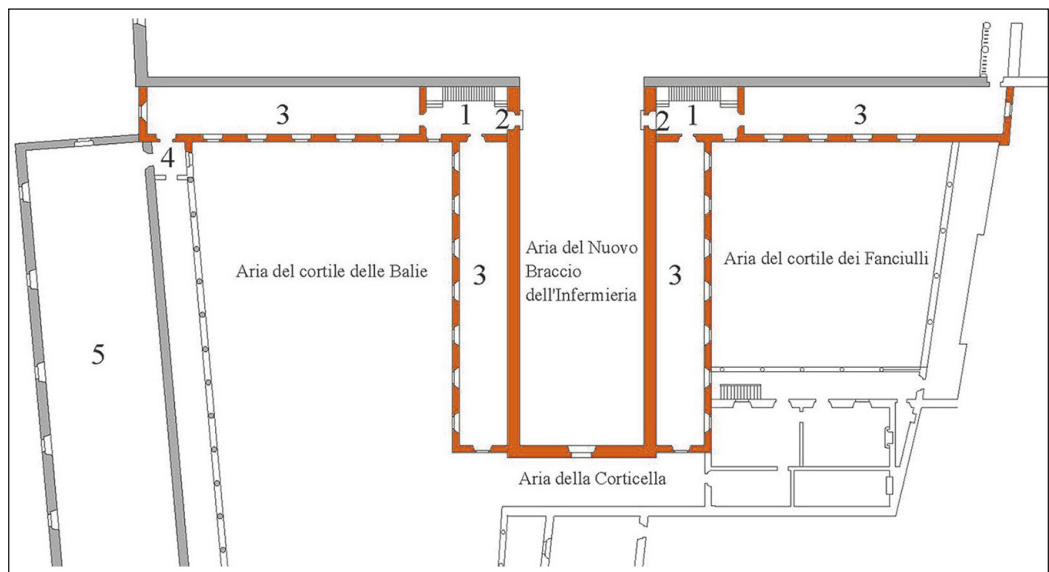 3
1
2
2
1
3
4
Aria del cortile delle Balie
3
Aria del Nuovo
Braccio
dell'Infermieria
3
Aria del cortile dei Fanciulli
5
Aria della Corticella